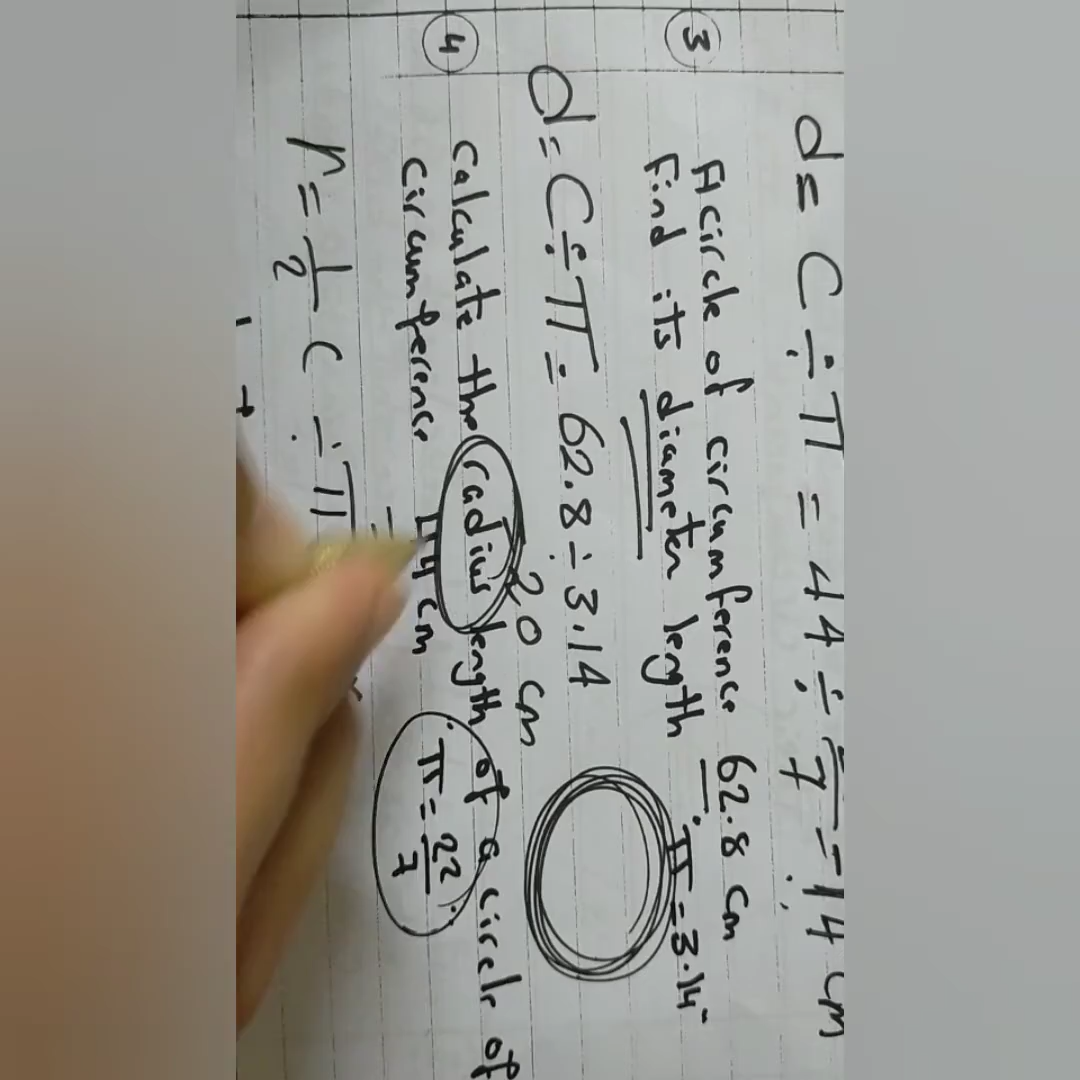 d = C ÷ π = 44 ÷ 7 = 14 cm
3 A circle of circumference 62.8 cm
Find its diameter length π = 3.14
d = C ÷ π = 62.8 ÷ 3.14
20 cm
4 Calculate the radius length of a circle of
circumference 44 cm π = 22/7
r = 1/2 C ÷ π